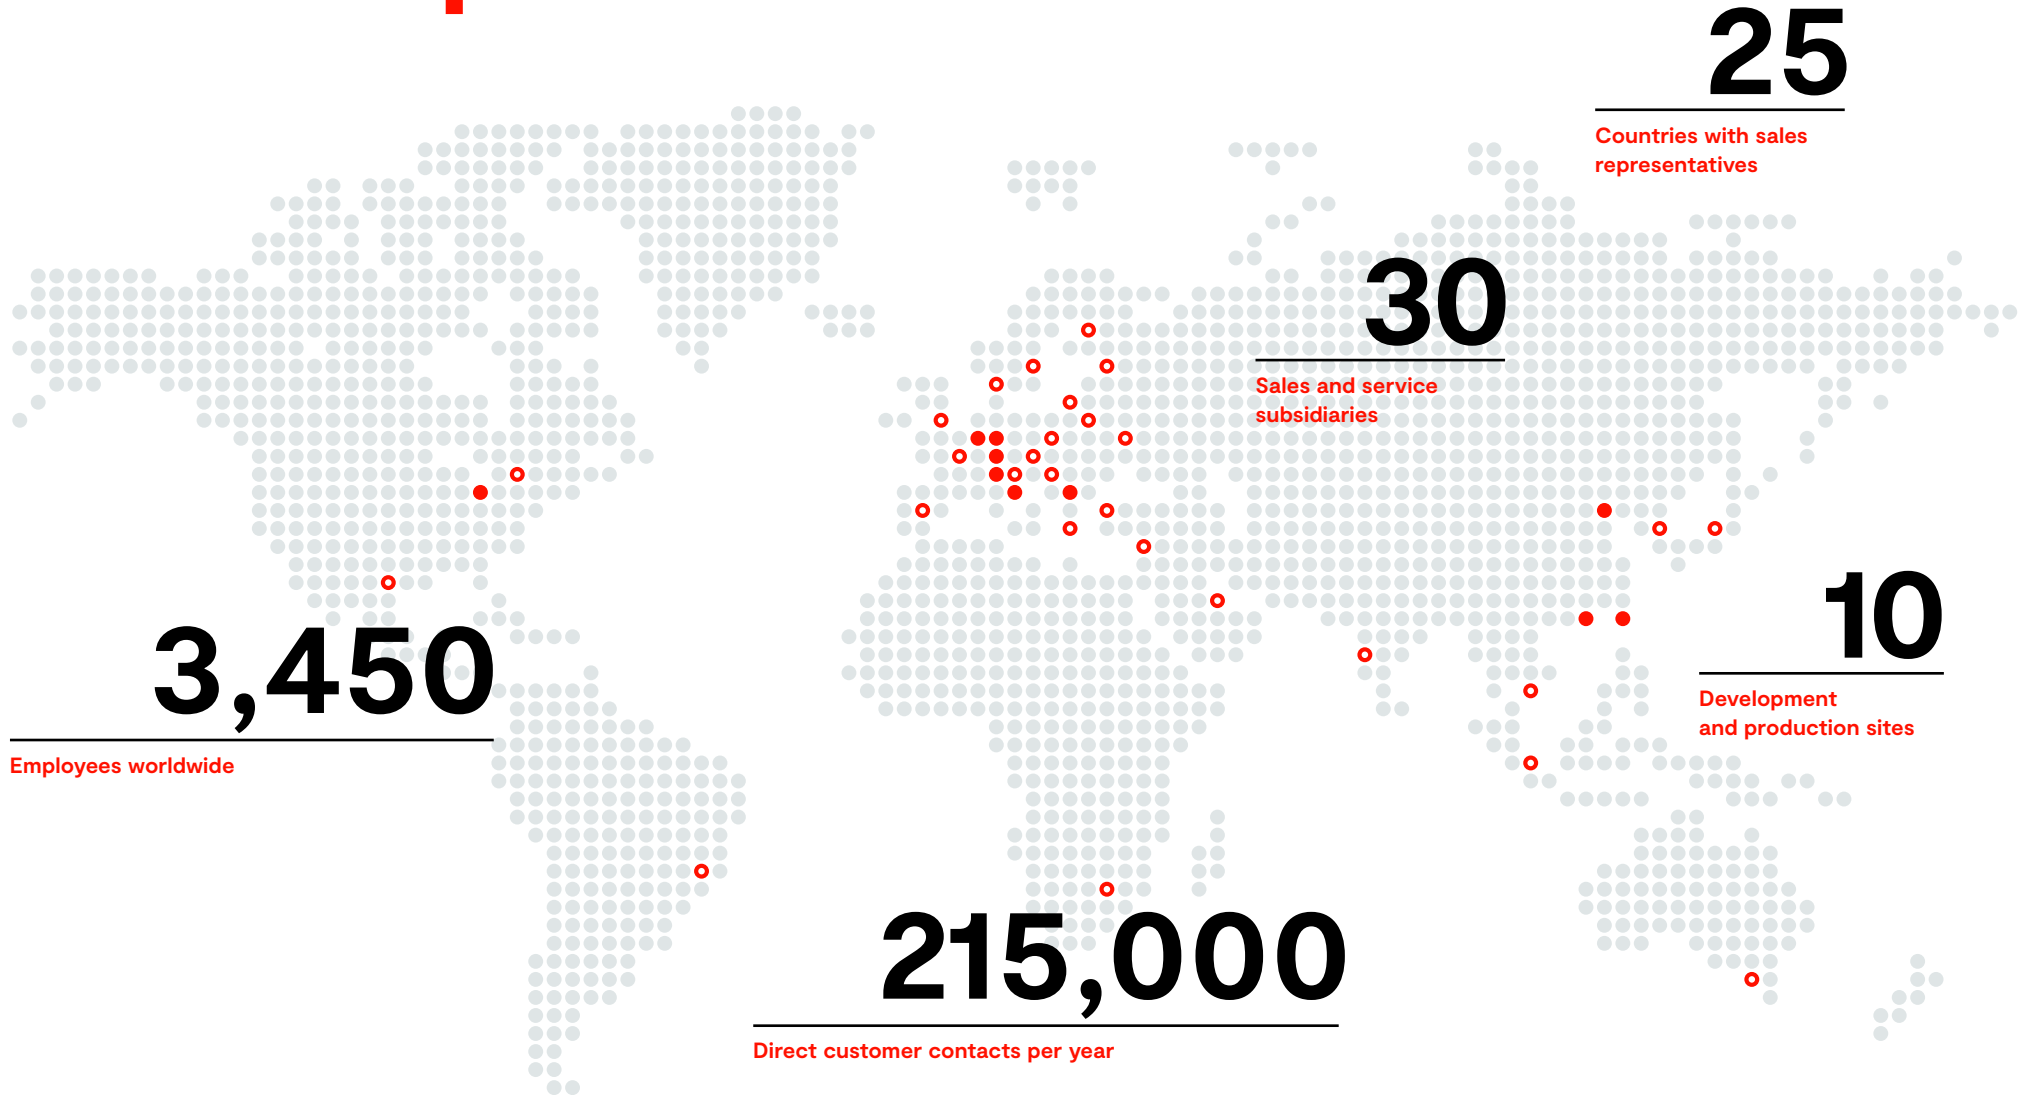 25
Countries with sales
representatives
30
Sales and service
subsidiaries
10
Development
and production sites
3,450
Employees worldwide
215,000
Direct customer contacts per year